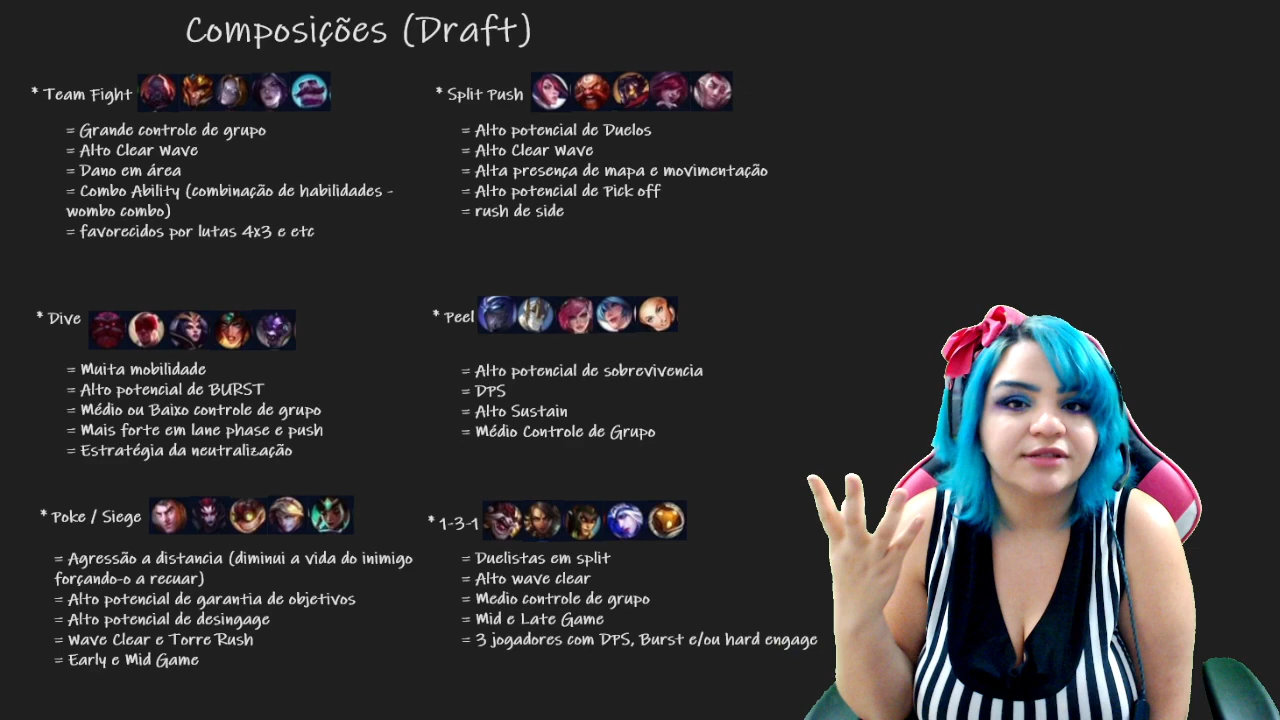 Composições (Draft)
* Team Fight
= Grande controle de grupo
= Alto Clear Wave
= Dano em área
= Combo Ability (combinação de habilidades -
wombo combo)
= favorecidos por lutas 4x3 e etc
* Split Push
= Alto potencial de Duelos
= Alto Clear Wave
= Alta presença de mapa e movimentação
= Alto potencial de Pick off
= rush de side
* Dive
= Muita mobilidade
= Alto potencial de BURST
= Médio ou Baixo controle de grupo
= Mais forte em lane phase e push
= Estratégia da neutralização
* Peel
= Alto potencial de sobrevivencia
= DPS
= Alto Sustain
= Médio Controle de Grupo
* Poke / Siege
= Agressão a distancia (diminui a vida do inimigo
forçando-o a recuar)
= Alto potencial de garantia de objetivos
= Alto potencial de desingage
= Wave Clear e Torre Rush
= Early e Mid Game
* 1-3-1
= Duelistas em split
= Alto wave clear
= Medio controle de grupo
= Mid e Late Game
= 3 jogadores com DPS, Burst e/ou hard engage